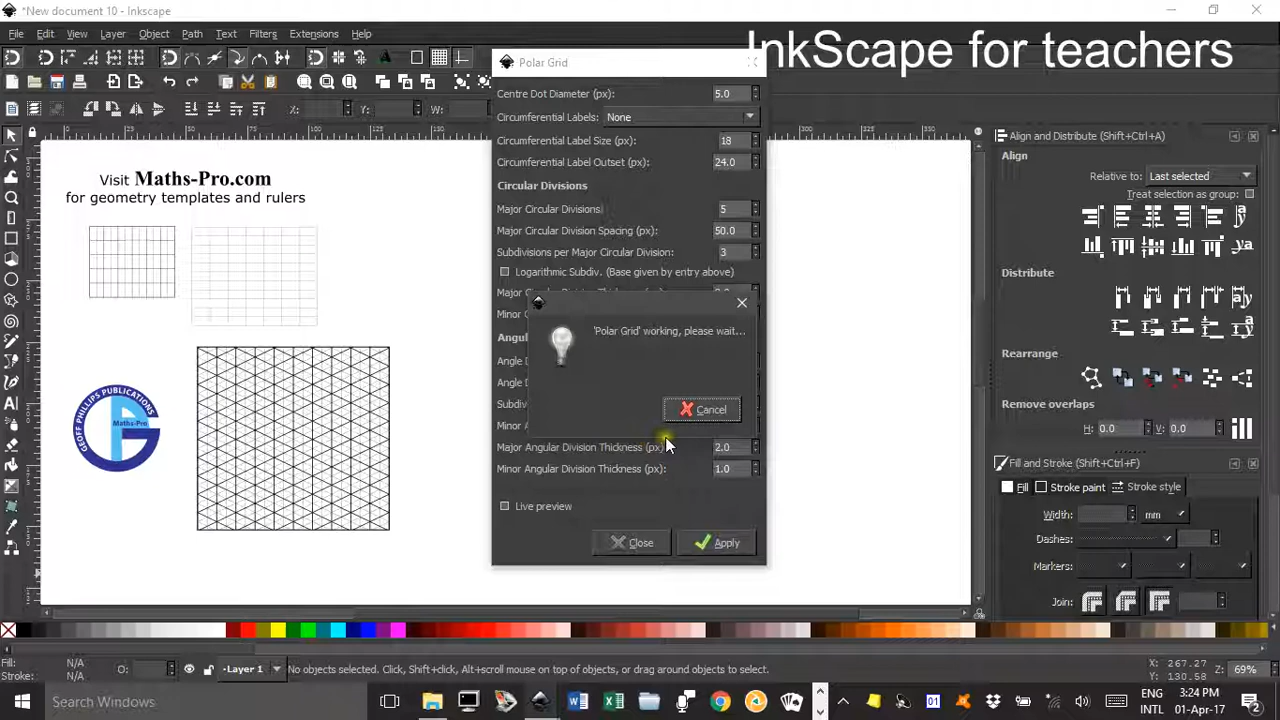 *New document 10 - Inkscape
File Edit View Layer Object Path Text Filters Extensions Help
InkScape for teachers
X: Y: W:
Visit Maths-Pro.com
for geometry templates and rulers
GEOFF PHILLIPS PUBLICATIONS
Maths-Pro
Polar Grid
Centre Dot Diameter (px): 5.0
Circumferential Labels: None
Circumferential Label Size (px): 18
Circumferential Label Outset (px): 24.0
Circular Divisions
Major Circular Divisions: 5
Major Circular Division Spacing (px): 50.0
Subdivisions per Major Circular Division: 3
Logarithmic Subdiv. (Base given by entry above)
'Polar Grid' working, please wait...
Cancel
Major Angular Division Thickness (px): 2.0
Minor Angular Division Thickness (px): 1.0
Live preview
Close Apply
Align and Distribute (Shift+Ctrl+A)
Align
Relative to: Last selected
Treat selection as group:
Distribute
Rearrange
Remove overlaps
H: 0.0 V: 0.0
Fill and Stroke (Shift+Ctrl+F)
Fill Stroke paint Stroke style
Width: mm
Dashes:
Markers:
Join:
Fill: N/A
Stroke: N/A
O:
Layer 1
No objects selected. Click, Shift+click, Alt+scroll mouse on top of objects, or drag around objects to select.
X: 267.27
Y: 130.58
Z: 69%
Search Windows
ENG
INTL
3:24 PM
01-Apr-17